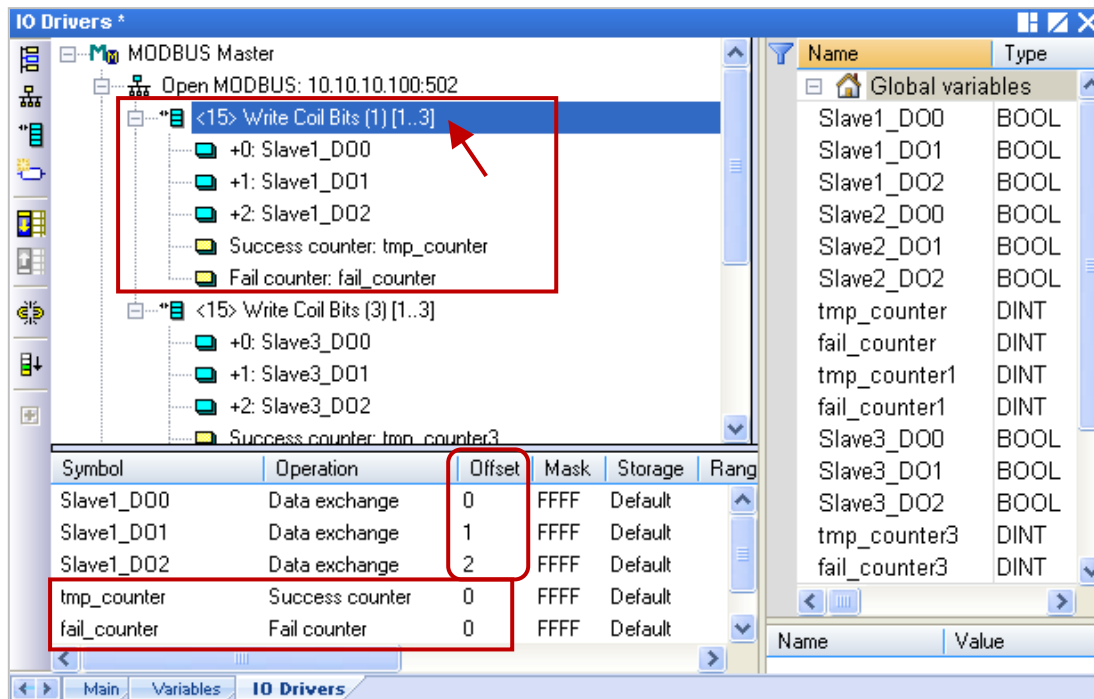 IO Drivers *
MODBUS Master
Open MODBUS: 10.10.10.100:502
<15> Write Coil Bits (1) [1..3]
+0: Slave1_DO0
+1: Slave1_DO1
+2: Slave1_DO2
Success counter: tmp_counter
Fail counter: fail_counter
<15> Write Coil Bits (3) [1..3]
+0: Slave3_DO0
+1: Slave3_DO1
+2: Slave3_DO2
Success counter: tmp_counter3
Symbol Operation Offset Mask Storage Rang
Slave1_DO0 Data exchange 0 FFFF Default
Slave1_DO1 Data exchange 1 FFFF Default
Slave1_DO2 Data exchange 2 FFFF Default
tmp_counter Success counter 0 FFFF Default
fail_counter Fail counter 0 FFFF Default
Name Type
Global variables
Slave1_DO0 BOOL
Slave1_DO1 BOOL
Slave1_DO2 BOOL
Slave2_DO0 BOOL
Slave2_DO1 BOOL
Slave2_DO2 BOOL
tmp_counter DINT
fail_counter DINT
tmp_counter1 DINT
fail_counter1 DINT
Slave3_DO0 BOOL
Slave3_DO1 BOOL
Slave3_DO2 BOOL
tmp_counter3 DINT
fail_counter3 DINT
Name Value
Main Variables IO Drivers